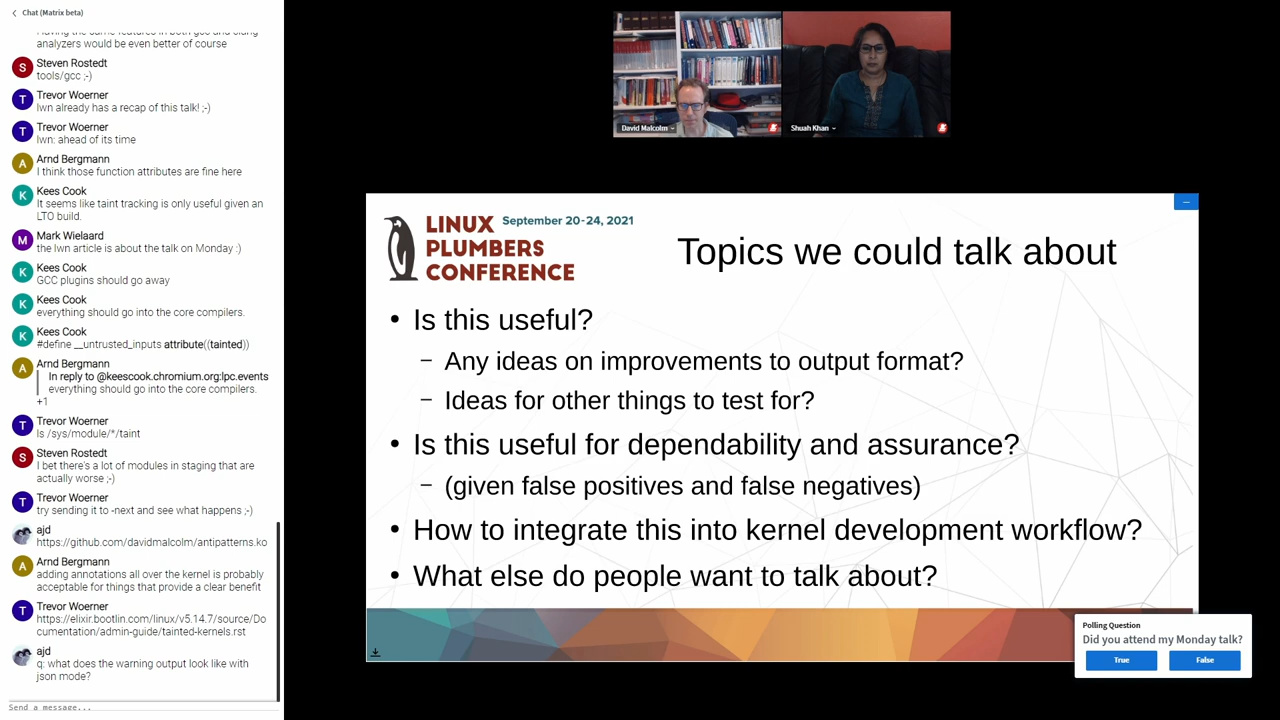 Chat (Matrix beta)
analyzers would be even better of course
Steven Rostedt
tools/gcc ;-)
Trevor Woerner
lwn already has a recap of this talk! ;-)
Trevor Woerner
lwn: ahead of its time
Arnd Bergmann
I think those function attributes are fine here
Kees Cook
It seems like taint tracking is only useful given an
LTO build.
Mark Wielaard
the lwn article is about the talk on Monday :)
Kees Cook
GCC plugins should go away
Kees Cook
everything should go into the core compilers.
Kees Cook
#define __untrusted_inputs attribute((tainted))
Arnd Bergmann
In reply to @keescook.chromium.org:lpc.events
everything should go into the core compilers.
+1
Trevor Woerner
ls /sys/module/*/taint
Steven Rostedt
I bet there's a lot of modules in staging that are
actually worse ;-)
Trevor Woerner
try sending it to -next and see what happens ;-)
ajd
https://github.com/davidmalcolm/antipatterns.ko
Arnd Bergmann
adding annotations all over the kernel is probably
acceptable for things that provide a clear benefit
Trevor Woerner
https://elixir.bootlin.com/linux/v5.14.7/source/Do
cumentation/admin-guide/tainted-kernels.rst
ajd
q: what does the warning output look like with
json mode?
Send a message...
David Malcolm
Shuah Khan
LINUX September 20-24, 2021
PLUMBERS
CONFERENCE
Topics we could talk about
• Is this useful?
– Any ideas on improvements to output format?
– Ideas for other things to test for?
• Is this useful for dependability and assurance?
– (given false positives and false negatives)
• How to integrate this into kernel development workflow?
• What else do people want to talk about?
Polling Question
Did you attend my Monday talk?
True
False